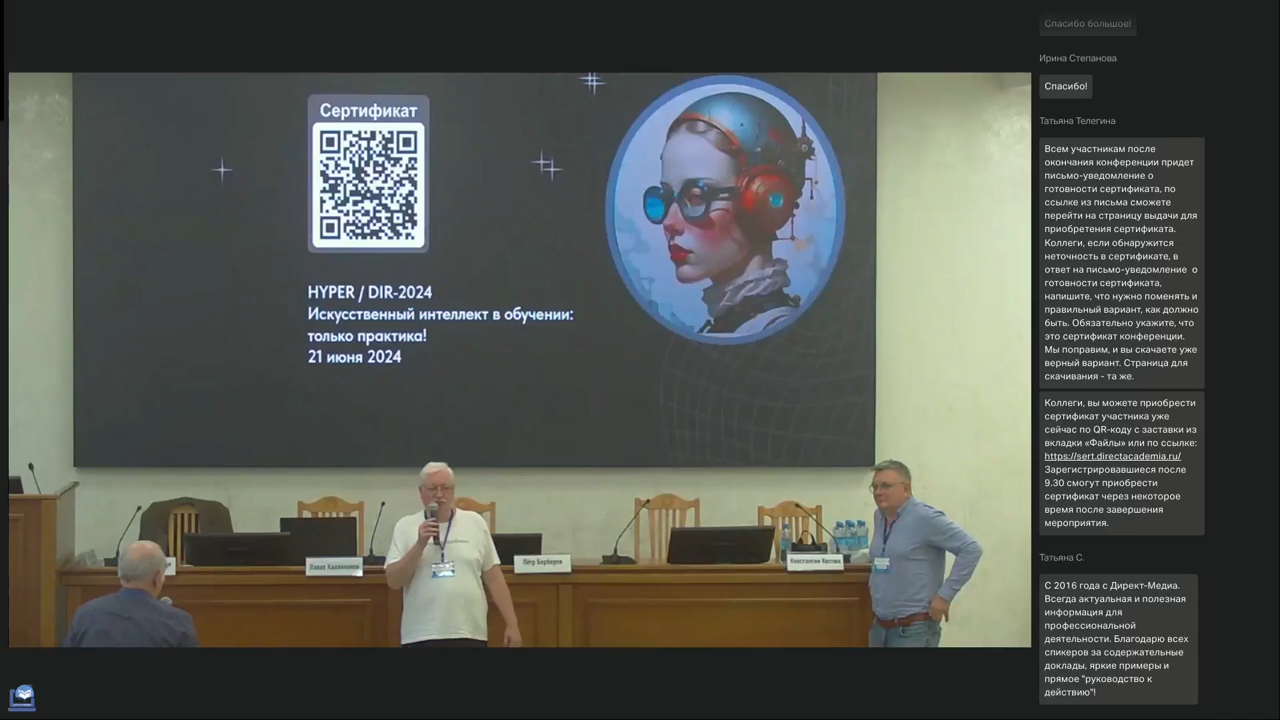 Сертификат
HYPER / DIR-2024
Искусственный интеллект в обучении:
только практика!
21 июня 2024
Пётр Берберов
Спасибо большое!
Ирина Степанова
Спасибо!
Татьяна Телегина
Всем участникам после
окончания конференции придет
письмо-уведомление о
готовности сертификата, по
ссылке из письма сможете
перейти на страницу выдачи для
приобретения сертификата.
Коллеги, если обнаружится
неточность в сертификате, в
ответ на письмо-уведомление о
готовности сертификата,
напишите, что нужно поменять и
правильный вариант, как должно
быть. Обязательно укажите, что
это сертификат конференции.
Мы поправим, и вы скачаете уже
верный вариант. Страница для
скачивания - та же.
Коллеги, вы можете приобрести
сертификат участника уже
сейчас по QR-коду с заставки из
вкладки «Файлы» или по ссылке:
https://sert.directacademia.ru/
Зарегистрировавшиеся после
9.30 смогут приобрести
сертификат через некоторое
время после завершения
мероприятия.
Татьяна С.
С 2016 года с Директ-Медиа.
Всегда актуальная и полезная
информация для
профессиональной
деятельности. Благодарю всех
спикеров за содержательные
доклады, яркие примеры и
прямое "руководство к
действию"!